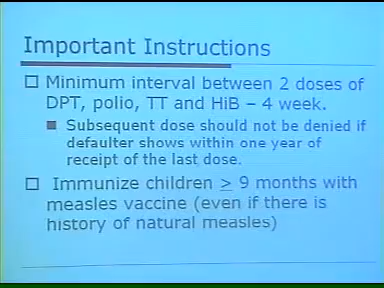 Important Instructions
Minimum interval between 2 doses of
DPT, polio, TT and HiB – 4 week.
Subsequent dose should not be denied if
defaulter shows within one year of
receipt of the last dose.
Immunize children ≥ 9 months with
measles vaccine (even if there is
history of natural measles)